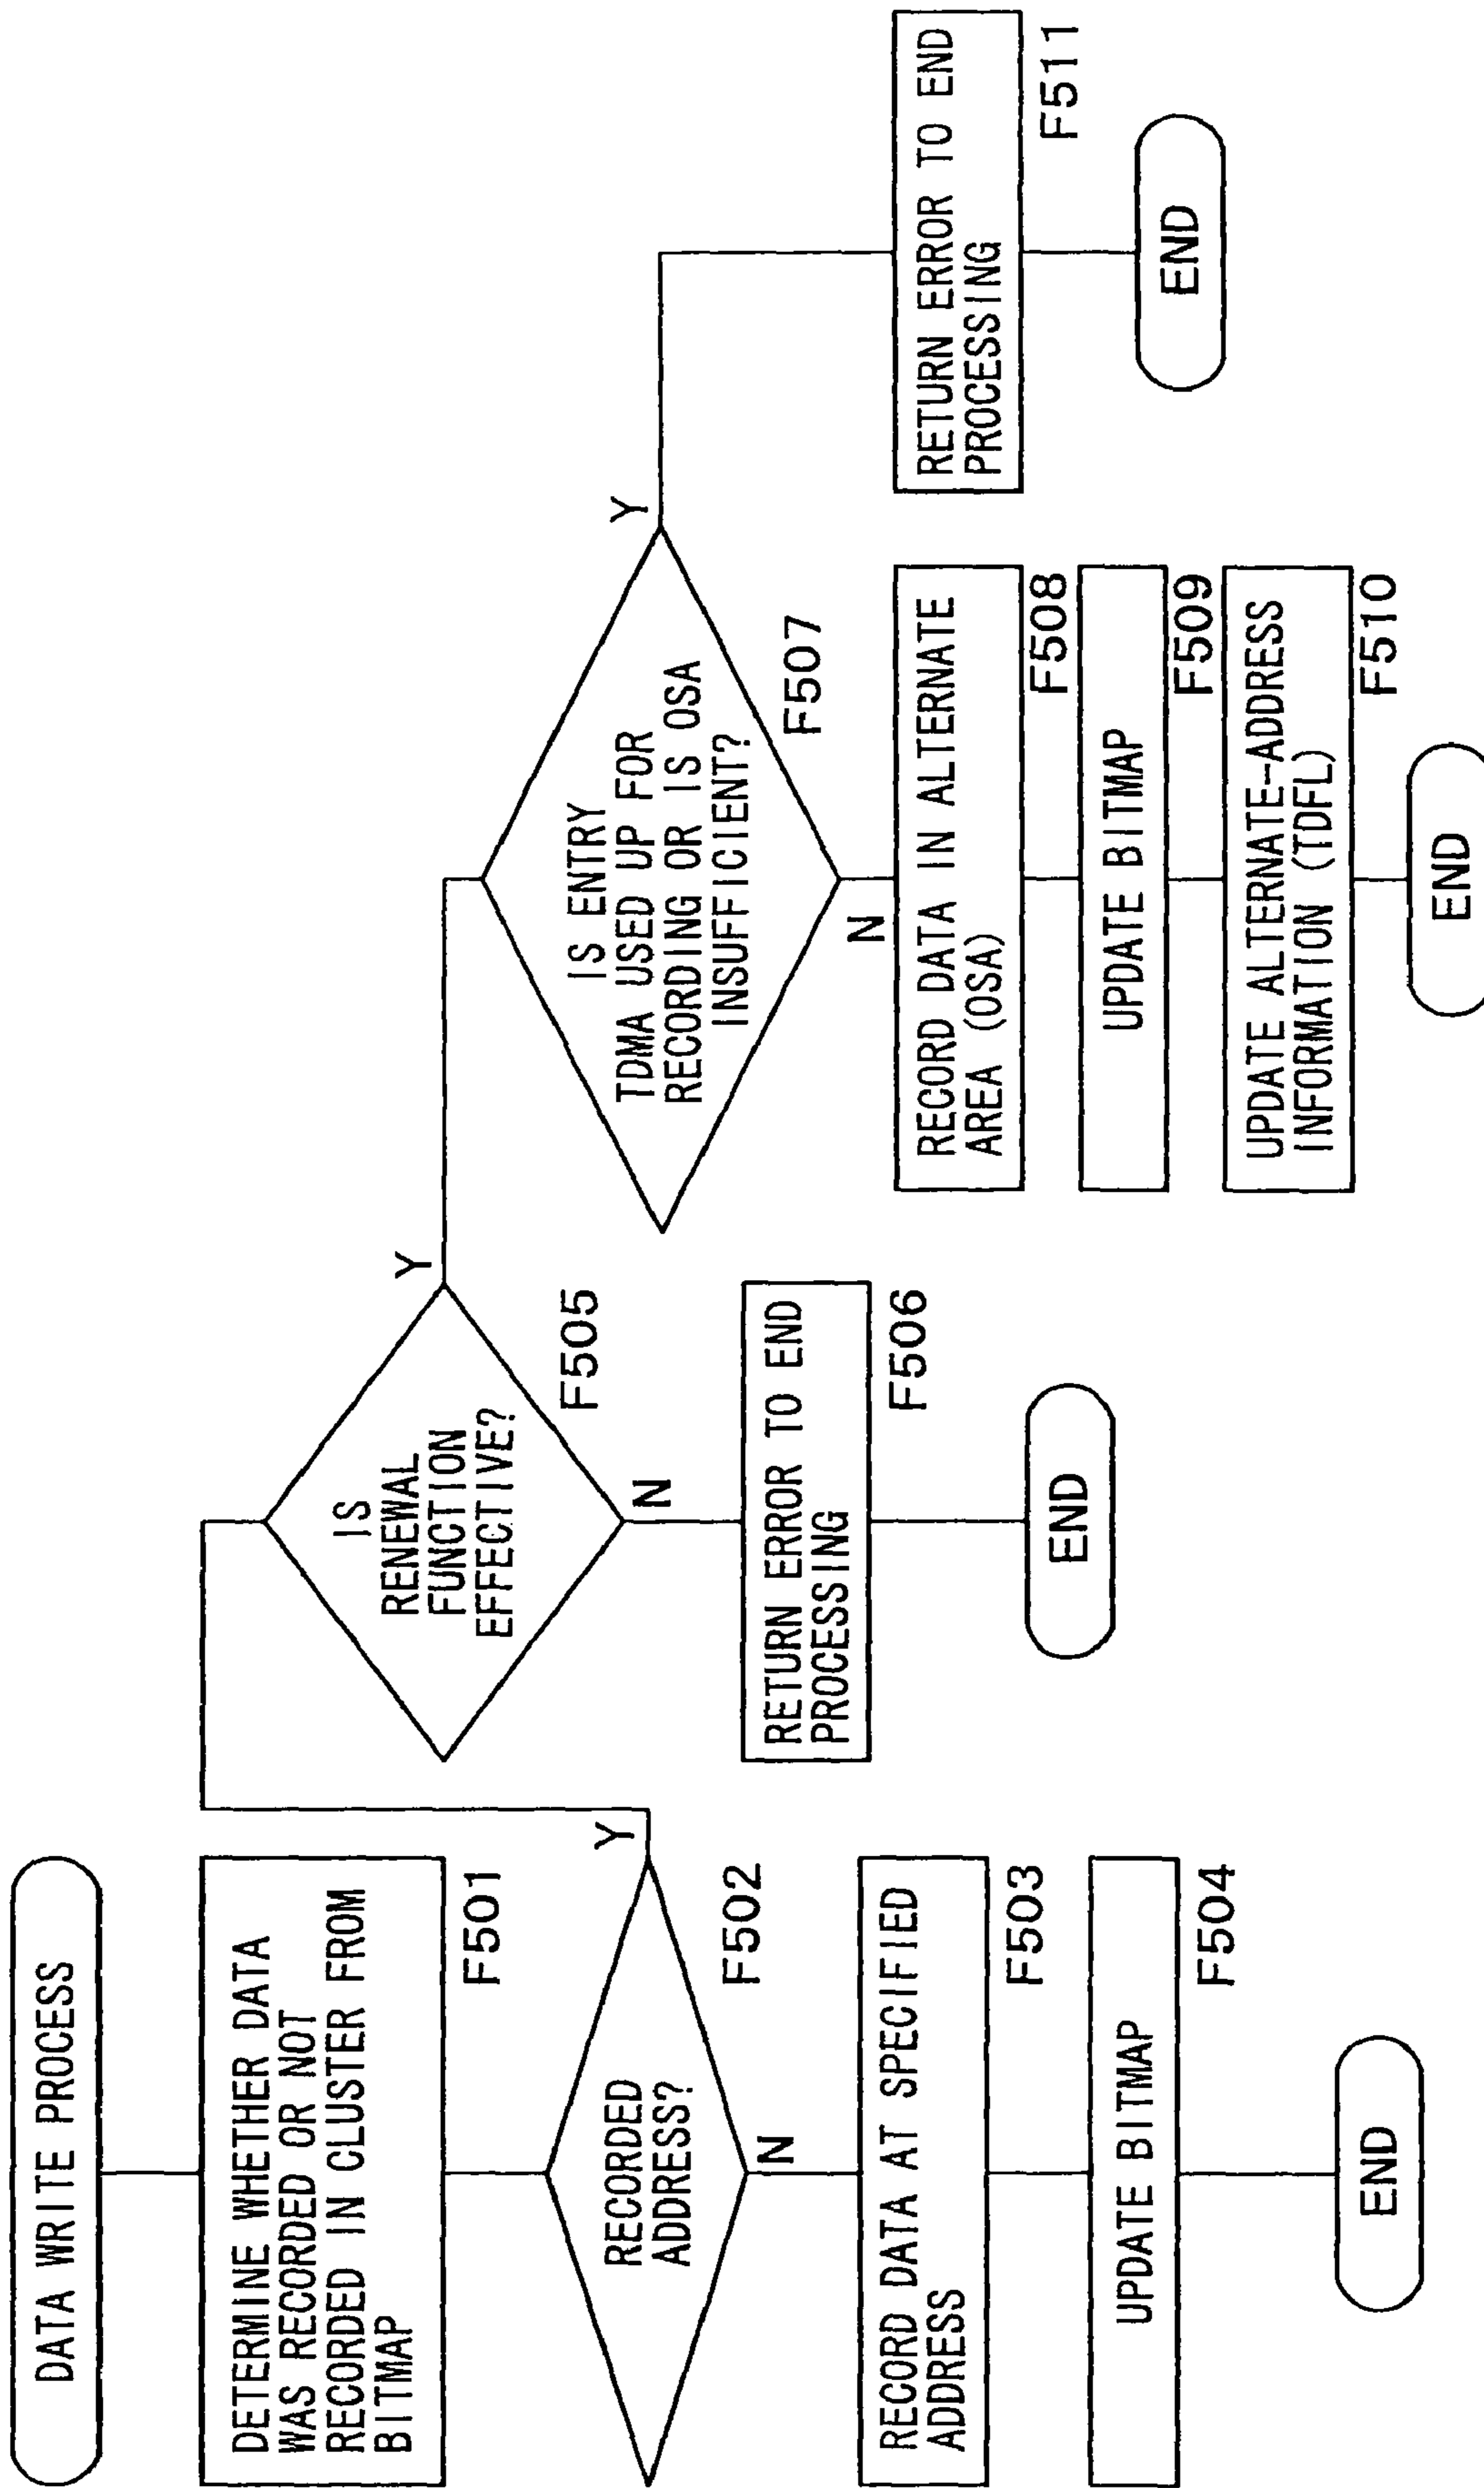 DATA WRITE PROCESS
DETERMINE WHETHER DATA
WAS RECORDED OR NOT
RECORDED IN CLUSTER FROM
BITMAP
F501
RECORDED
ADDRESS?
F502
Y
N
RECORD DATA AT SPECIFIED
ADDRESS
F503
UPDATE BITMAP
F504
END
IS
RENEWAL
FUNCTION
EFFECTIVE?
F505
Y
N
RETURN ERROR TO END
PROCESSING
F506
END
IS ENTRY
TDMA USED UP FOR
RECORDING OR IS OSA
INSUFFICIENT?
F507
Y
N
RECORD DATA IN ALTERNATE
AREA (OSA)
F508
UPDATE BITMAP
F509
UPDATE ALTERNATE-ADDRESS
INFORMATION (TDFL)
F510
END
RETURN ERROR TO END
PROCESSING
F511
END